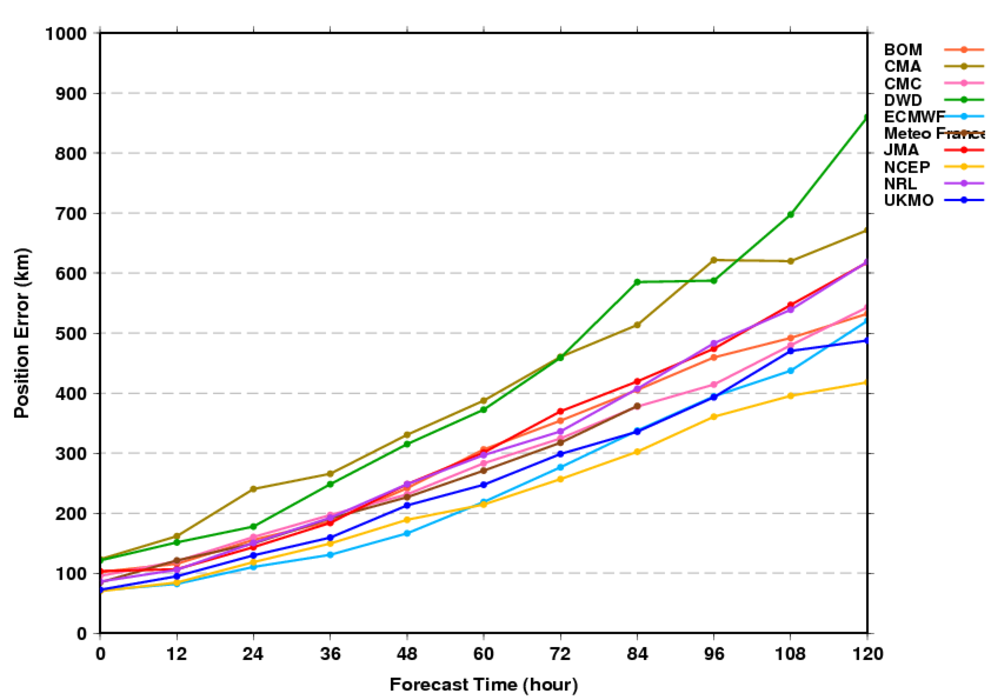 1000
900
800
700
600
500
400
300
200
100
0
Position Error (km)
0 12 24 36 48 60 72 84 96 108 120
Forecast Time (hour)
BOM
CMA
CMC
DWD
ECMWF
Meteo France
JMA
NCEP
NRL
UKMO